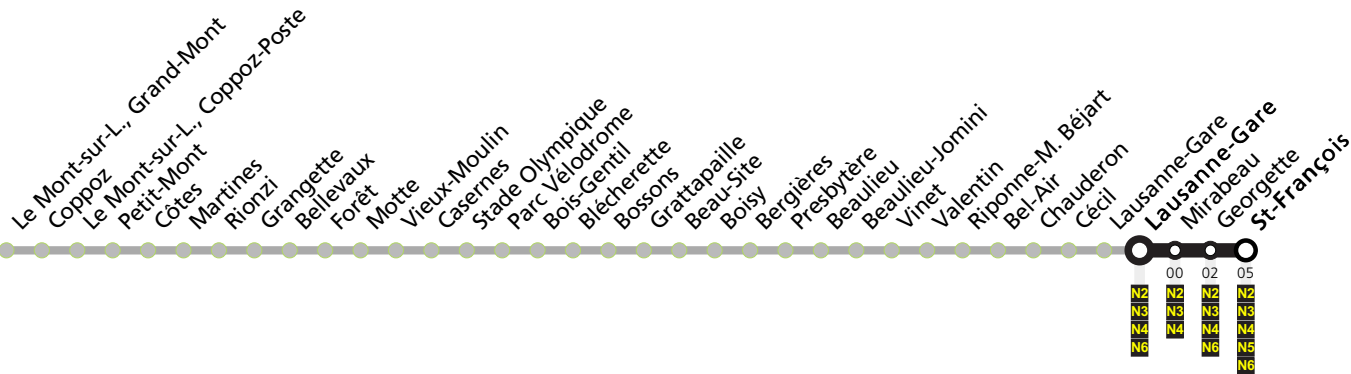 Le Mont-sur-L., Grand-Mont
Coppoz
Le Mont-sur-L., Coppoz-Poste
Petit-Mont
Côtes
Martines
Rionzi
Grangette
Bellevaux
Forêt
Motte
Vieux-Moulin
Casernes
Stade Olympique
Parc Vélodrome
Bois-Gentil
Blécherette
Bossons
Grattapaille
Beau-Site
Boisy
Bergières
Presbytère
Beaulieu
Beaulieu-Jomini
Vinet
Valentin
Riponne-M. Béjart
Bel-Air
Chauderon
Cécil
Lausanne-Gare
Lausanne-Gare
Mirabeau
Georgette
St-François
00 02 05
N2 N2 N2 N2
N3 N3 N3 N3
N4 N4 N4 N4
N6 N6 N5
N6